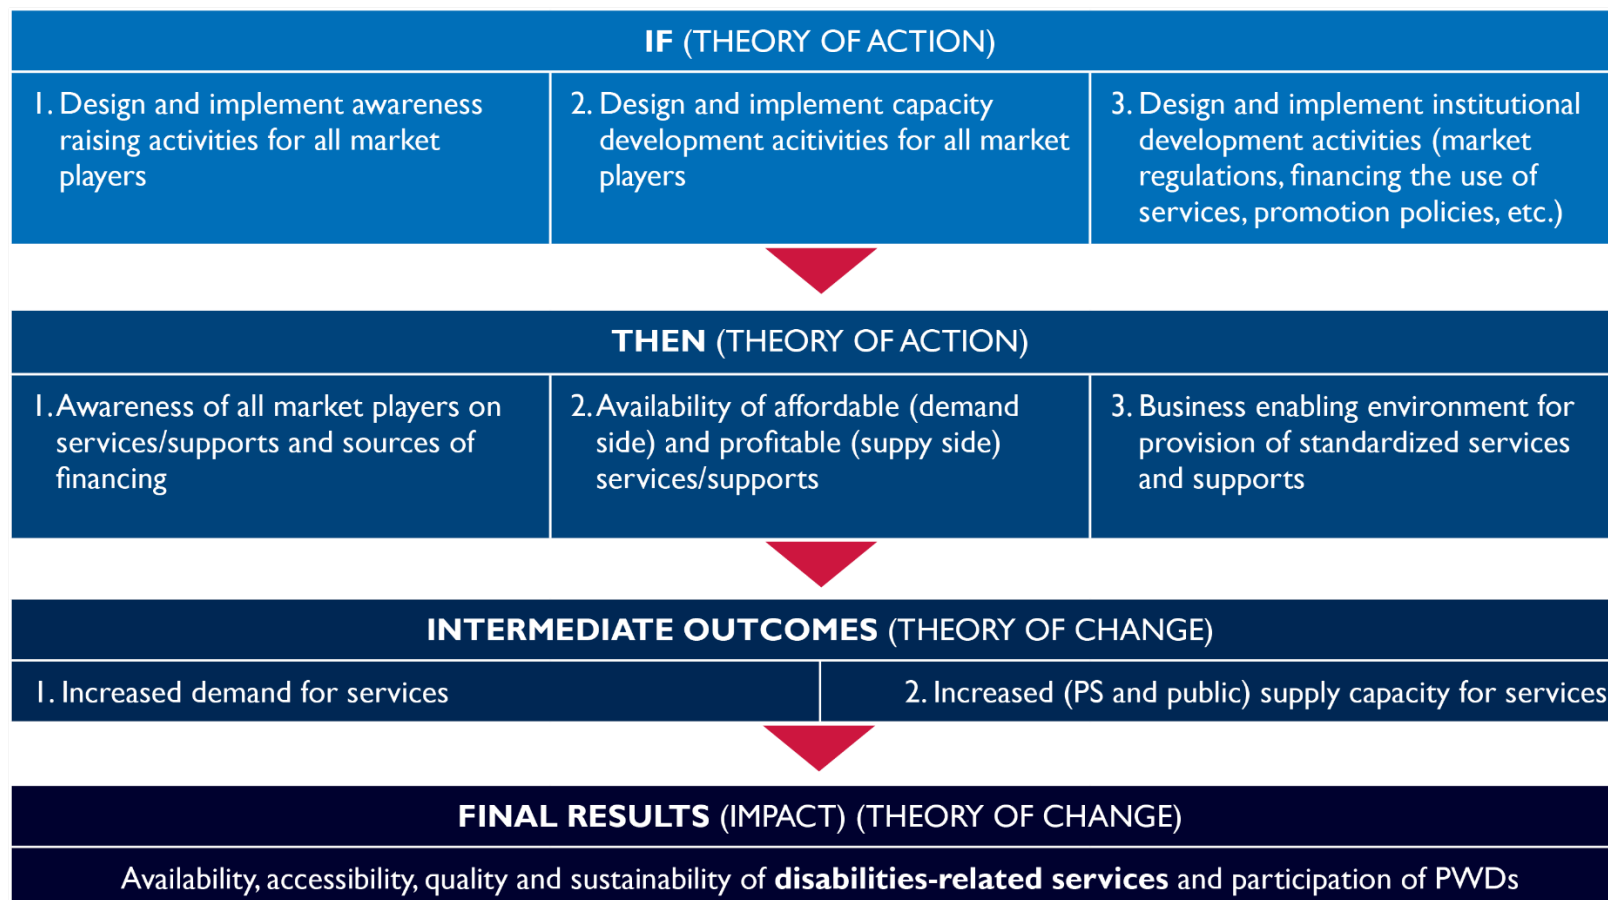 IF (THEORY OF ACTION)
1. Design and implement awareness
raising activities for all market
players
2. Design and implement capacity
development acitivities for all market
players
3. Design and implement institutional
development activities (market
regulations, financing the use of
services, promotion policies, etc.)
THEN (THEORY OF ACTION)
1. Awareness of all market players on
services/supports and sources of
financing
2. Availability of affordable (demand
side) and profitable (suppy side)
services/supports
3. Business enabling environment for
provision of standardized services
and supports
INTERMEDIATE OUTCOMES (THEORY OF CHANGE)
1. Increased demand for services
2. Increased (PS and public) supply capacity for services
FINAL RESULTS (IMPACT) (THEORY OF CHANGE)
Availability, accessibility, quality and sustainability of disabilities-related services and participation of PWDs